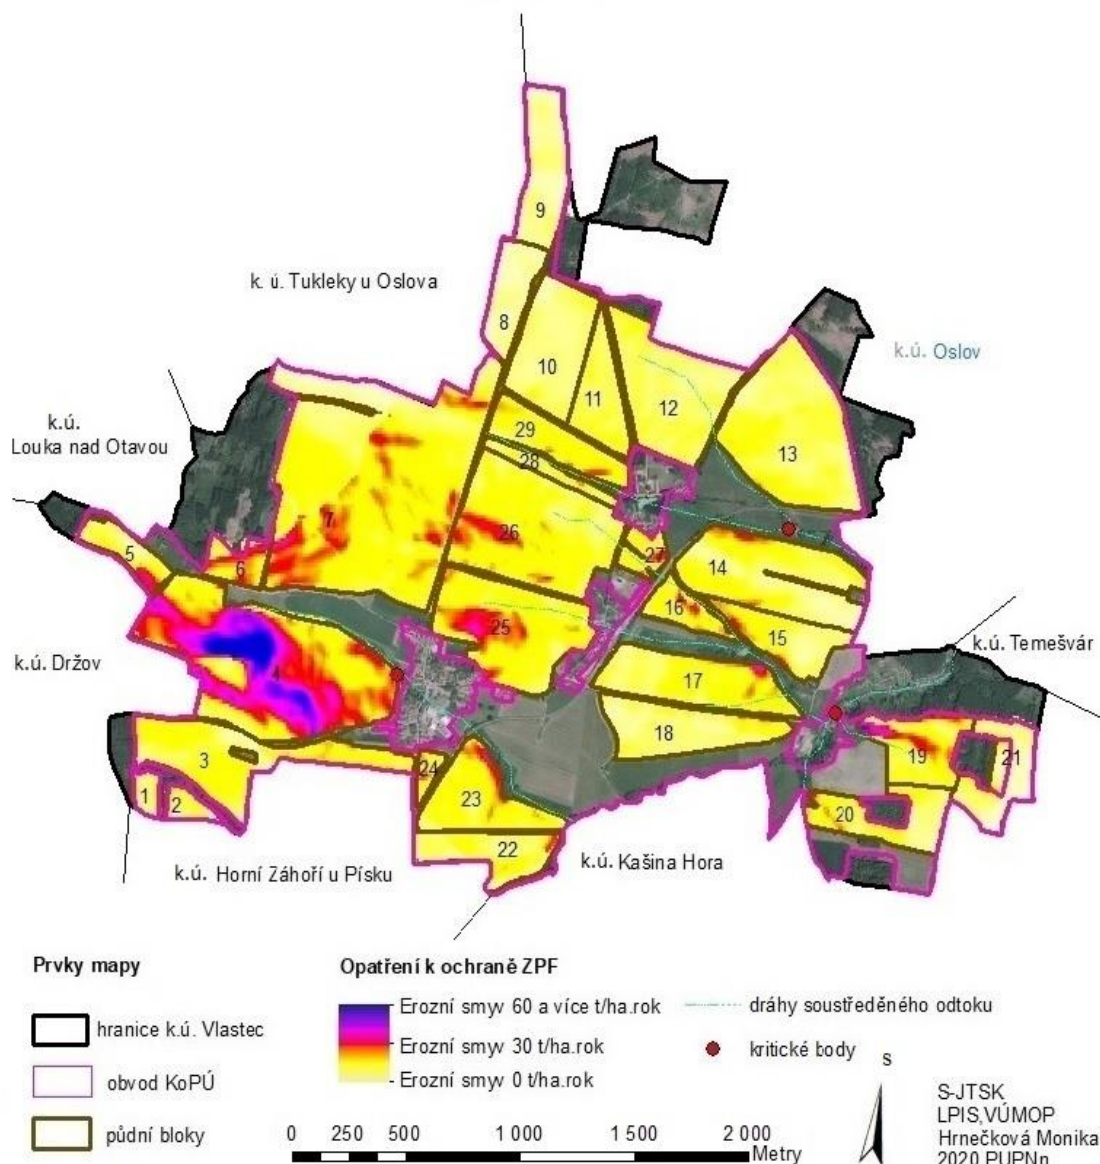 9
k. ú. Tukleky u Oslova
8
k.ú. Oslov
10
11
12
k.ú.
Louka nad Otavou
29
13
28
7
26
5
6
27
14
16
25
15
k.ú. Držov
4
k.ú. Temešvár
17
18
3
19
21
24
1
2
23
20
22
k.ú. Horní Záhoří u Písku
k.ú. Kašina Hora
Prvky mapy
hranice k.ú. Vlastec
obvod KoPÚ
půdní bloky
Opatření k ochraně ZPF
Erozní smyv 60 a více t/ha.rok
Erozní smyv 30 t/ha.rok
Erozní smyv 0 t/ha.rok
dráhy soustředěného odtoku
kritické body
S
0 250 500 1 000 1 500 2 000
Metry
S-JTSK
LPIS,VÚMOP
Hrnečková Monika
2020 PUPNn